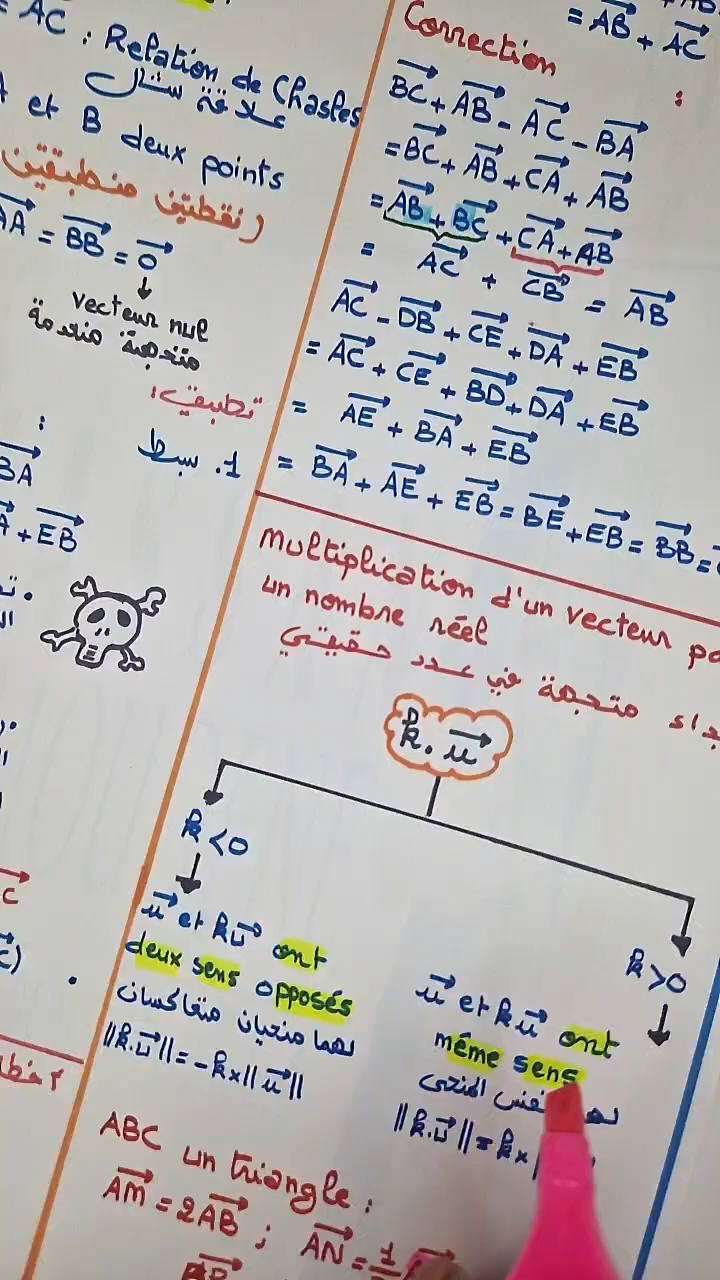 AC : Relation de Chasles
علاقة شال
et B deux points
(نقطتين منطبقتين
AA = BB = 0
vecteur nul
متجهة منعدمة
تطبيق:
1. بسط
BA
+ EB
= AB + AC
Correction :
BC + AB - AC - BA
= BC + AB + CA + AB
= AB + BC + CA + AB
= AC + CB = AB
AC - DB + CE + DA + EB
= AC + CE + BD + DA + EB
= AE + BA + EB
= BA + AE + EB = BE + EB = BB =
Multiplication d'un vecteur
un nombre réel
متجهة في عدد حقيقي
k. u
k < 0
u et ku ont
deux sens opposés
لهما منحيان متعاكسان
||k.u|| = -k × ||u||
k > 0
u et ku ont
même sens
نفس المنحى
||k.u|| = k ×
ABC un triangle :
AM = 2AB ; AN = 1